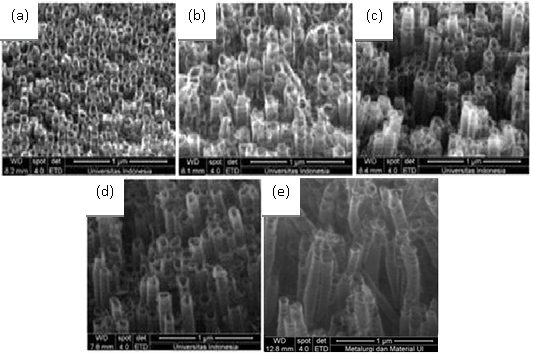 (a)
(b)
(c)
WD spot det 1 µm
8.2 mm 4.0 ETD Universitas Indonesia
WD spot det 1 µm
8.1 mm 4.0 ETD Universitas Indonesia
WD spot det 1 µm
8.4 mm 4.0 ETD Universitas Indonesia
(d)
(e)
WD spot det 1 µm
7.6 mm 4.0 ETD Universitas Indonesia
WD spot det 1 µm
12.8 mm 4.0 ETD Metalurgi dan Material UI